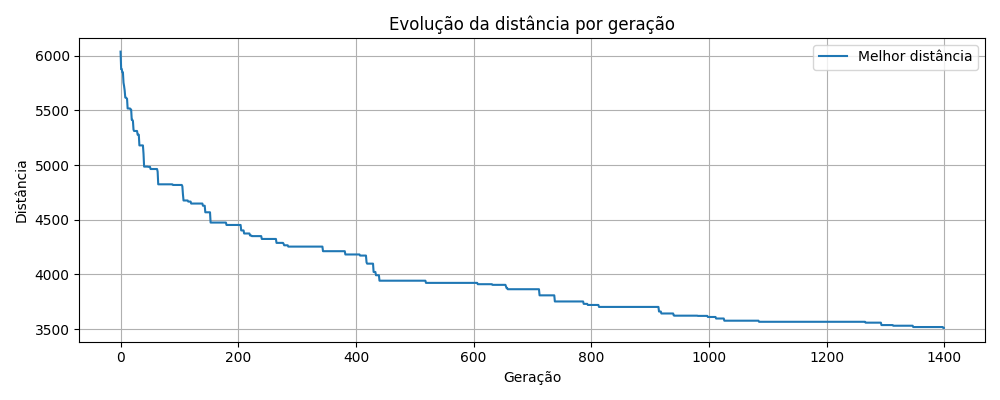 Evolução da distância por geração
Melhor distância
Distância
6000
5500
5000
4500
4000
3500
0 200 400 600 800 1000 1200 1400
Geração